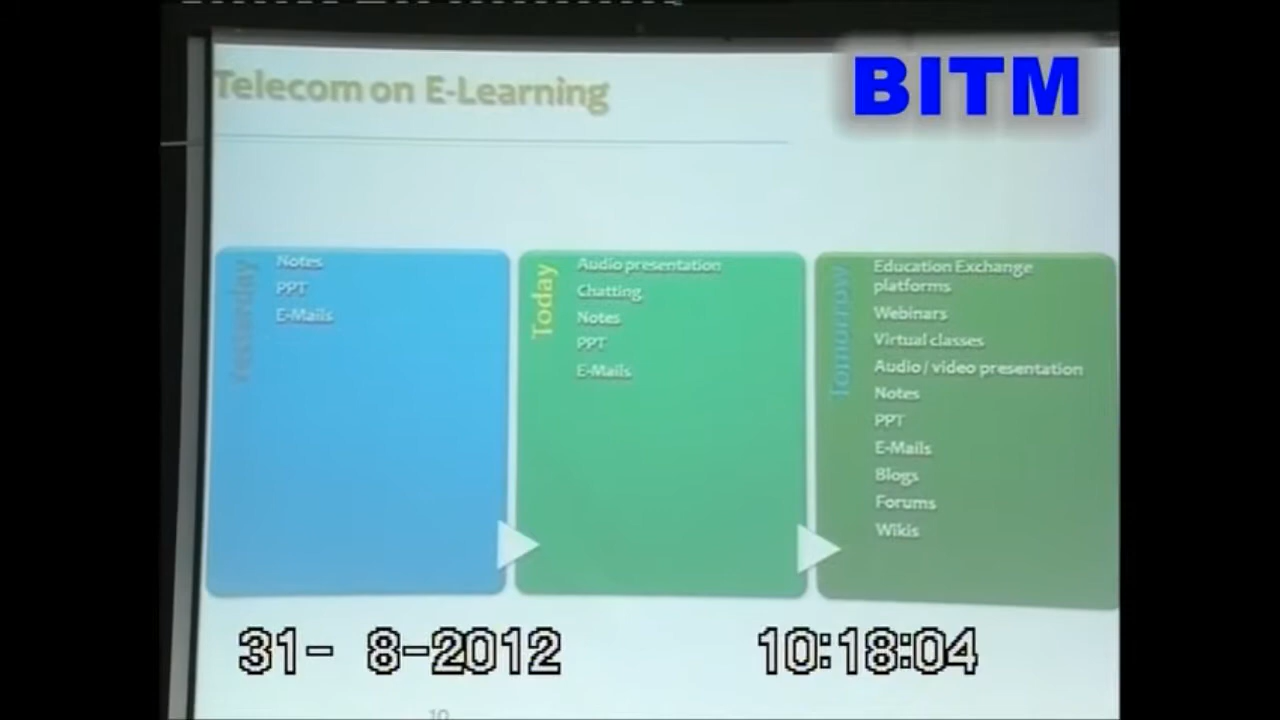 Telecom on E-Learning
BITM
Yesterday
Notes
PPT
E-Mails
Today
Audio presentation
Chatting
Notes
PPT
E-Mails
Tomorrow
Education Exchange
platforms
Webinars
Virtual classes
Audio / video presentation
Notes
PPT
E-Mails
Blogs
Forums
Wikis
31- 8-2012
10:18:04
10